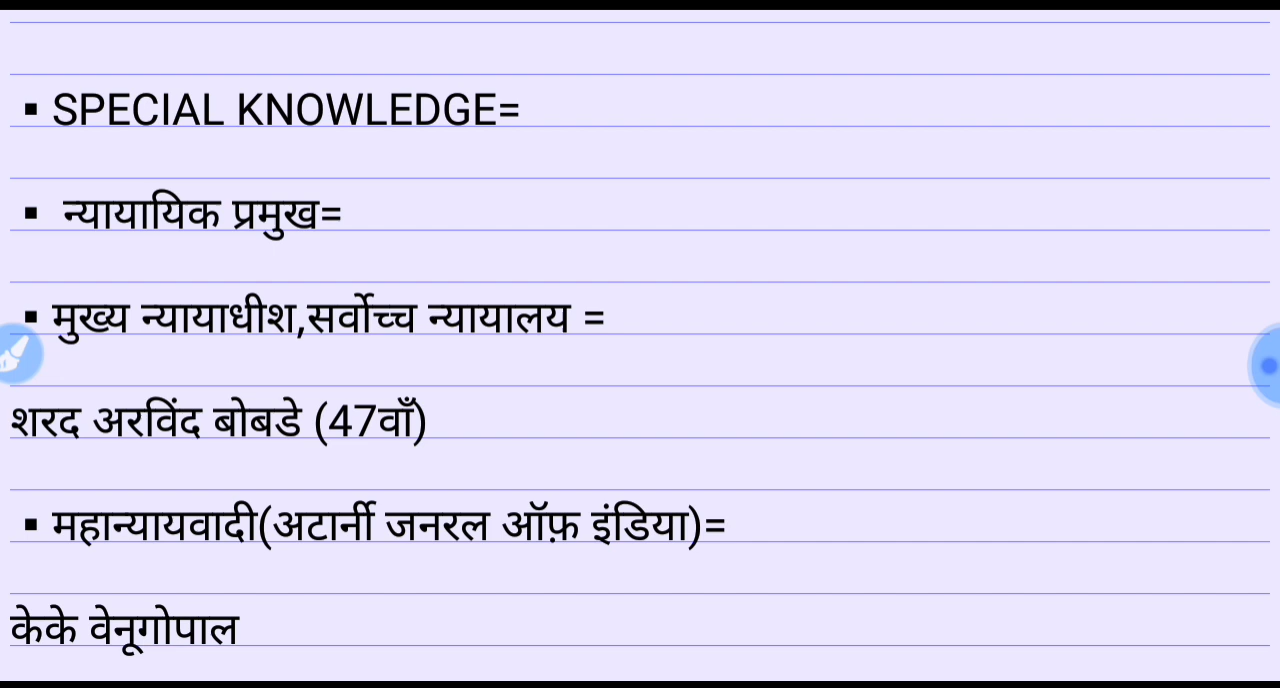 ▪ SPECIAL KNOWLEDGE=
▪ न्यायायिक प्रमुख=
▪ मुख्य न्यायाधीश,सर्वोच्च न्यायालय =
शरद अरविंद बोबडे (47वाँ)
▪ महान्यायवादी(अटार्नी जनरल ऑफ़ इंडिया)=
केके वेनूगोपाल